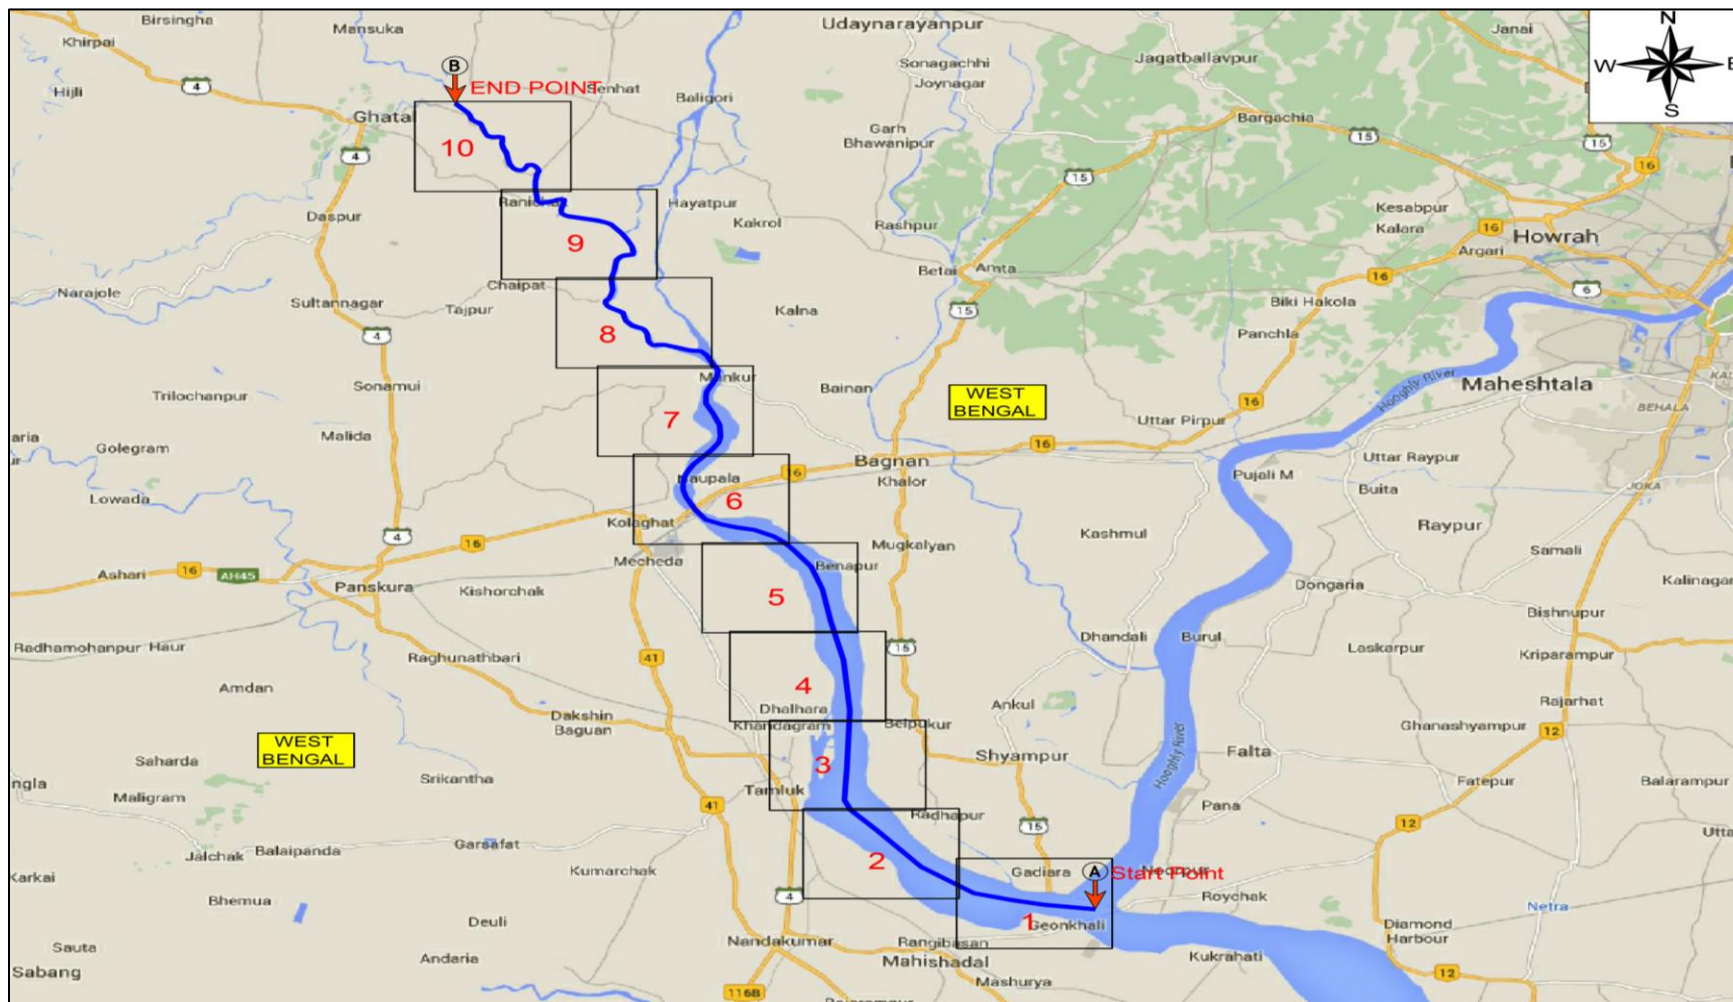 Birsingha
Mansuka
Udaynarayanpur
Janai
N
Khirpai
Sonagachhi
Jagatballavpur
W
E
B
END POINT
Senhat
Hijli
4
Joynagar
Baligori
S
Ghatal
Bargachia
Garh
Bhawanipur
15
15
16
10
4
15
Ranichak
Hayatpur
Kesabpur
Daspur
Kakrol
Rashpur
16
Kalara
Howrah
9
Argari
Betai
Amta
16
Chaipat
6
Narajole
Sultannagar
Tajpur
Kalna
15
Biki Hakola
8
Panchla
4
Mankur
Hooghly River
Maheshtala
Sonamui
Bainan
WEST
BENGAL
16
Trilochanpur
BEHALA
7
Uttar Pirpur
Malida
Golegram
16
Bagnan
Uttar Raypur
16
Naupala
Khalor
Pujali M
JOKA
Lowada
6
Buita
Kolaghat
Raypur
4
16
Kashmul
Mugkalyan
Samali
Mecheda
Benapur
Ashari
16
AH45
Panskura
Kishorchak
5
Dongaria
Kalinagar
Bishnupur
Radhamohanpur
Haur
Raghunathbari
41
15
Dhandali
Burul
Laskarpur
Kriparampur
Amdan
4
Dhalhara
Ankul
Rajarhat
Dakshin
Baguan
Khandagram
Belpukur
Ghanashyampur
12
WEST
BENGAL
Saharda
Srikantha
3
Shyampur
Hooghly River
Falta
Fatepur
Balarampur
Maligram
Tamluk
41
Pana
Radhapur
15
12
Jalchak
Balaipanda
Garsafat
Kumarchak
2
Gadiara
A
Start Point
Karkai
Bhemua
4
Roychak
Netra
Deuli
1
Geonkhali
Diamond
Harbour
Sauta
Nandakumar
Rangibasan
Andaria
Mahishadal
Kukrahati
Sabang
12
Mashurya
116B